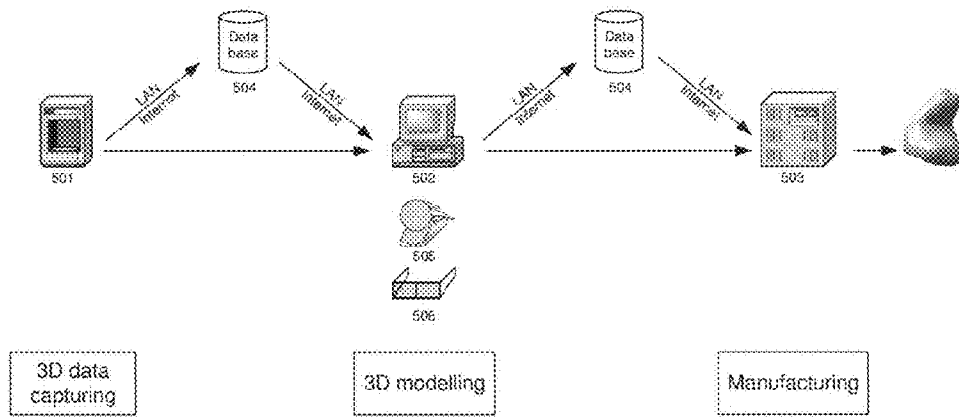 Data
base
504
LAN
Internet
LAN
Internet
501
502
Data
base
504
LAN
Internet
LAN
Internet
503
505
506
3D data
capturing
3D modelling
Manufacturing